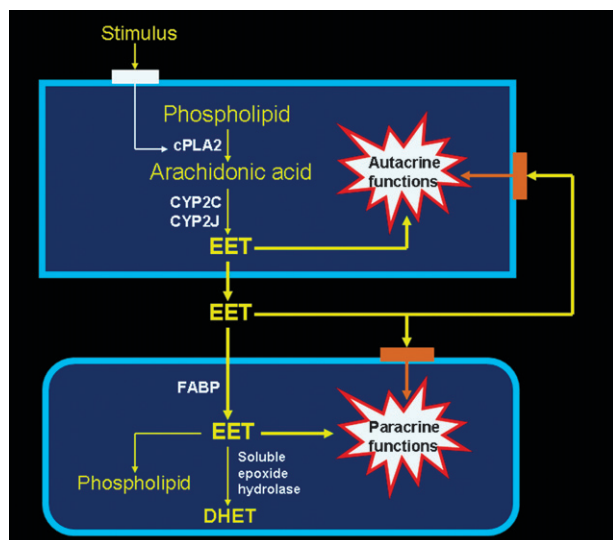 Stimulus
Phospholipid
cPLA2
Arachidonic acid
Autacrine
functions
CYP2C
CYP2J
EET
EET
FABP
EET
Paracrine
functions
Soluble
epoxide
hydrolase
Phospholipid
DHET